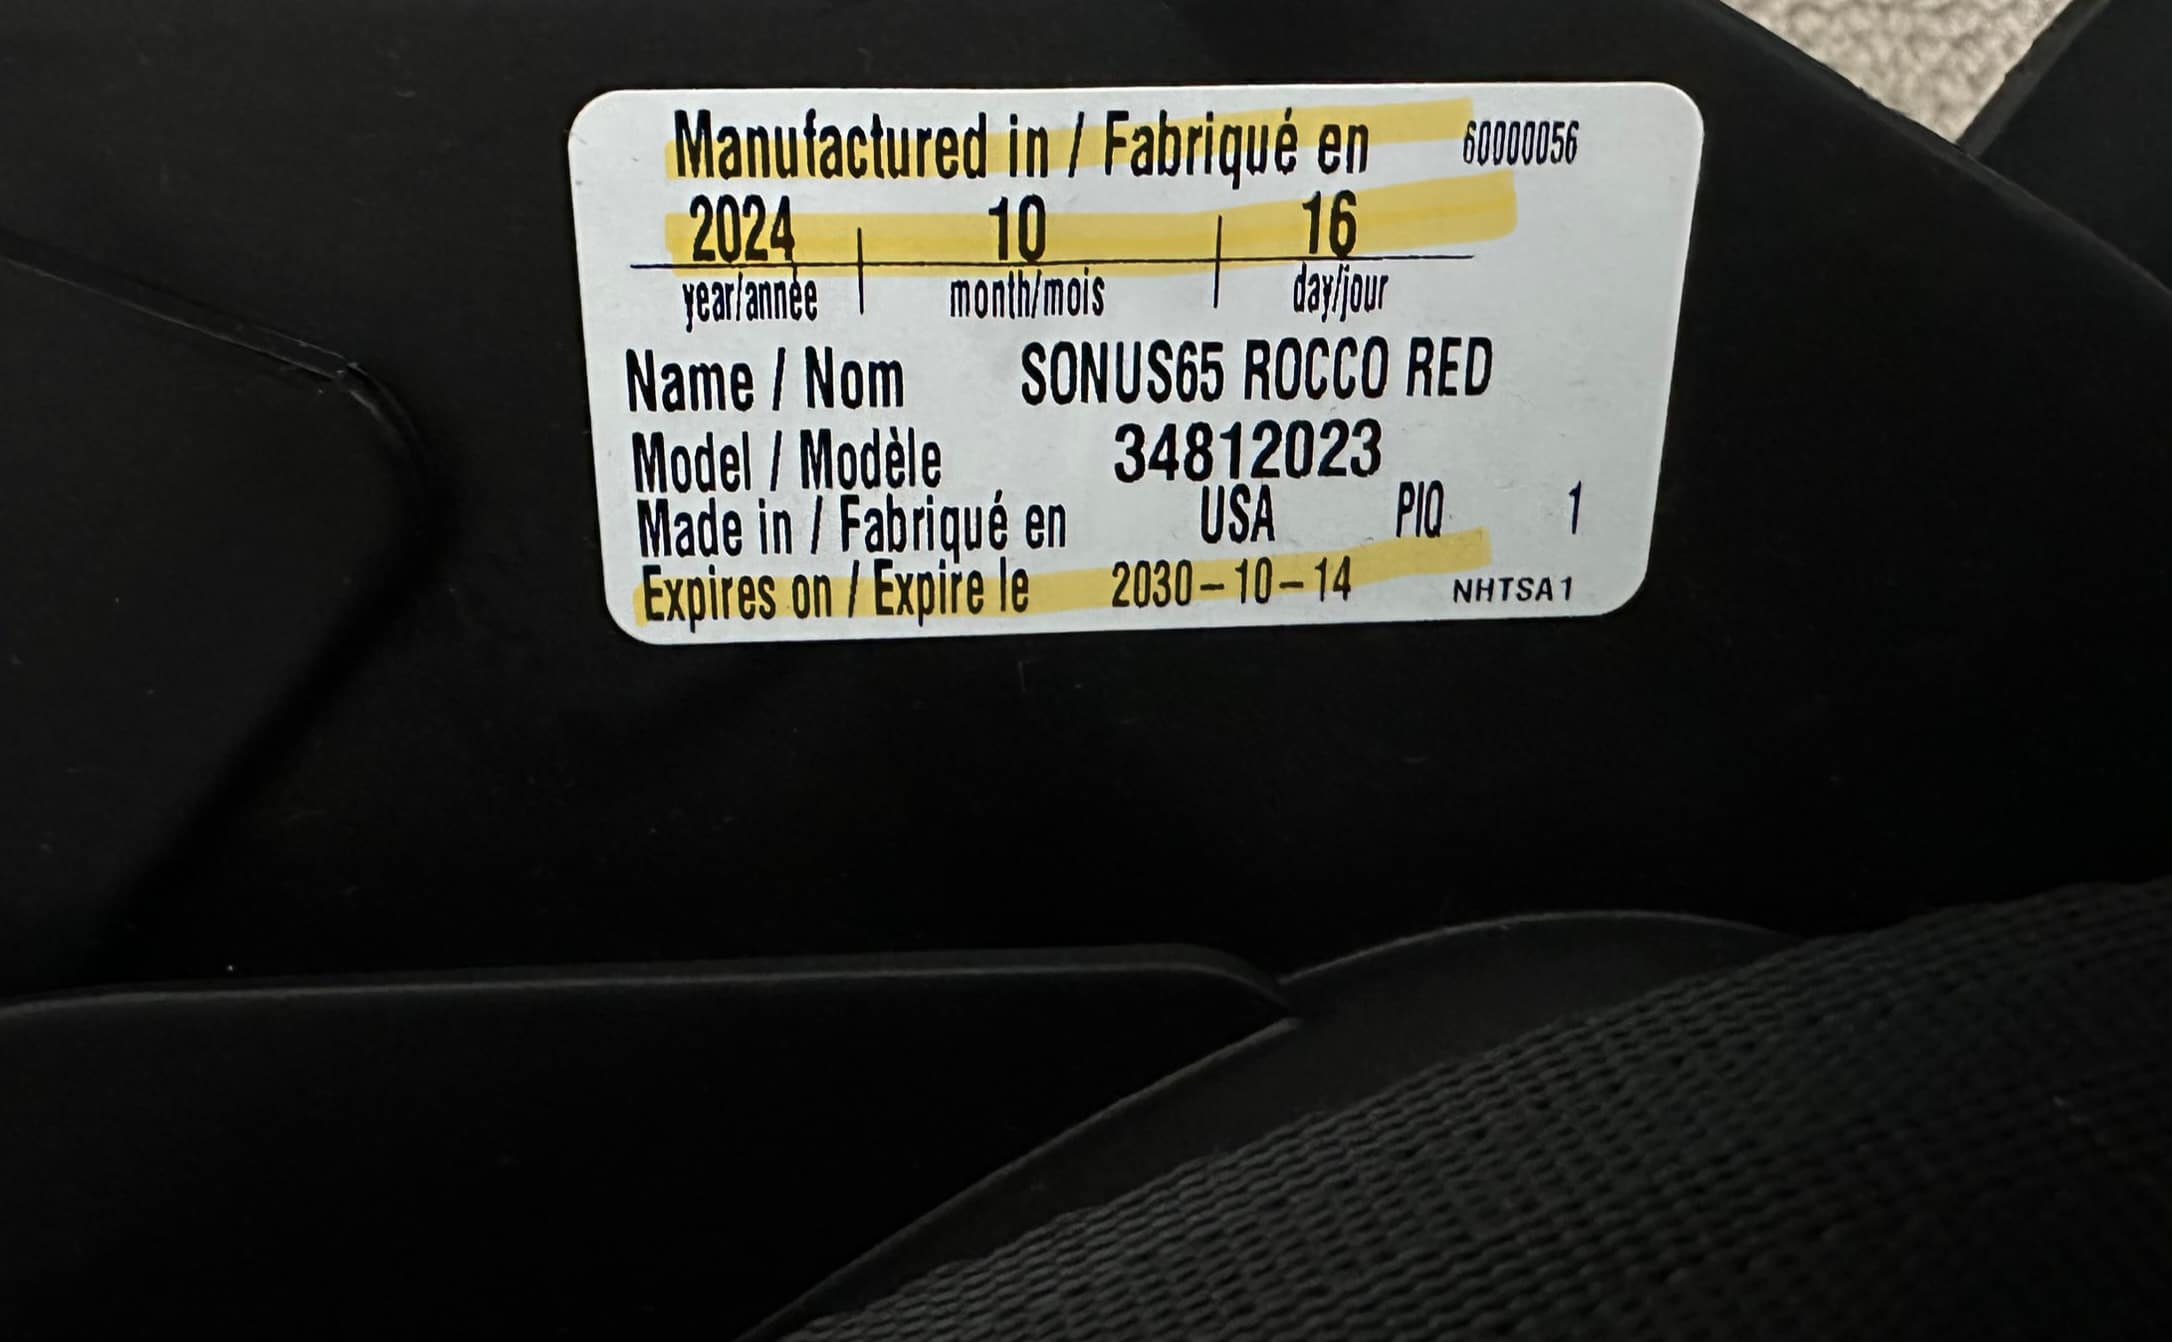 Manufactured in / Fabriqué en 60000056
2024 10 16
year/année month/mois day/jour
Name / Nom SONUS65 ROCCO RED
Model / Modèle 34812023
Made in / Fabriqué en USA PIQ 1
Expires on / Expire le 2030-10-14 NHTSA1